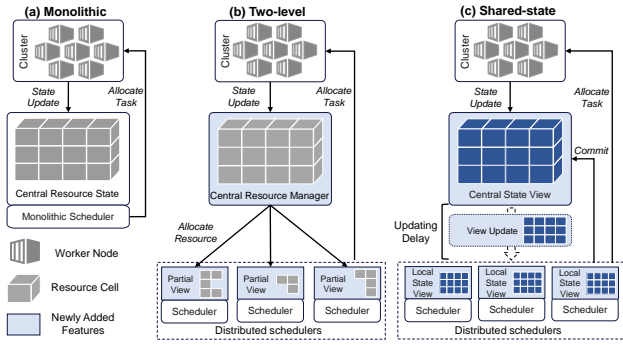 (a) Monolithic
Cluster
State
Update
Allocate
Task
Central Resource State
Monolithic Scheduler
Worker Node
Resource Cell
Newly Added
Features
(b) Two-level
Cluster
State
Update
Allocate
Task
Central Resource Manager
Allocate
Resource
Partial
View
Scheduler
Partial
View
Scheduler
Partial
View
Scheduler
Distributed schedulers
(c) Shared-state
Cluster
State
Update
Allocate
Task
Commit
Central State View
Updating
Delay
View Update
Local
State
View
Scheduler
Local
State
View
Scheduler
Local
State
View
Scheduler
Distributed schedulers